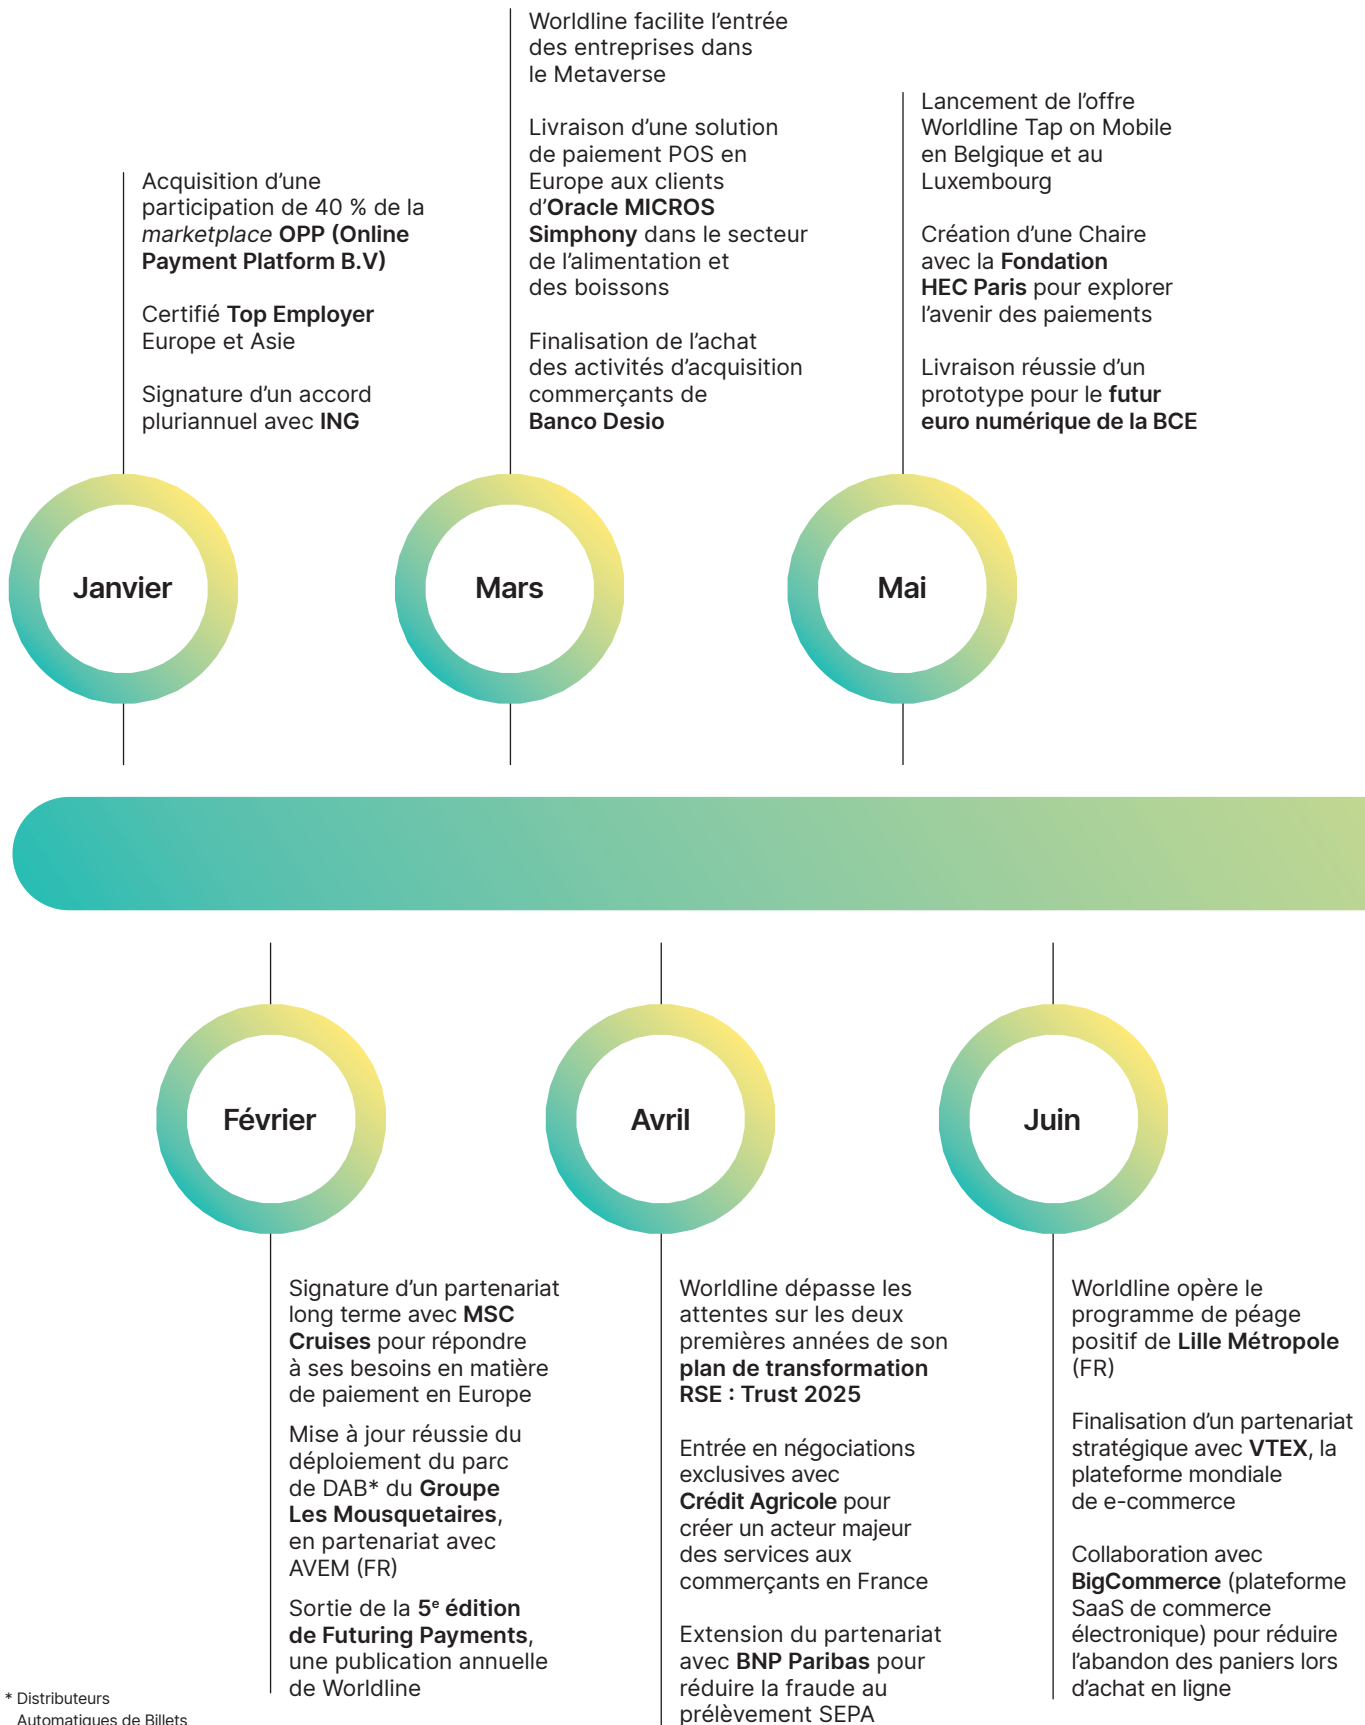 Worldline facilite l’entrée
des entreprises dans
le Metaverse
Livraison d’une solution
de paiement POS en
Europe aux clients
d’Oracle MICROS
Simphony dans le secteur
de l’alimentation et
des boissons
Finalisation de l’achat
des activités d’acquisition
commerçants de
Banco Desio
Lancement de l’offre
Worldline Tap on Mobile
en Belgique et au
Luxembourg
Création d’une Chaire
avec la Fondation
HEC Paris pour explorer
l’avenir des paiements
Livraison réussie d’un
prototype pour le futur
euro numérique de la BCE
Acquisition d’une
participation de 40 % de la
marketplace OPP (Online
Payment Platform B.V)
Certifié Top Employer
Europe et Asie
Signature d’un accord
pluriannuel avec ING
Janvier
Mars
Mai
Février
Avril
Juin
Signature d’un partenariat
long terme avec MSC
Cruises pour répondre
à ses besoins en matière
de paiement en Europe
Mise à jour réussie du
déploiement du parc
de DAB* du Groupe
Les Mousquetaires,
en partenariat avec
AVEM (FR)
Sortie de la 5e édition
de Futuring Payments,
une publication annuelle
de Worldline
Worldline dépasse les
attentes sur les deux
premières années de son
plan de transformation
RSE : Trust 2025
Entrée en négociations
exclusives avec
Crédit Agricole pour
créer un acteur majeur
des services aux
commerçants en France
Extension du partenariat
avec BNP Paribas pour
réduire la fraude au
prélèvement SEPA
Worldline opère le
programme de péage
positif de Lille Métropole
(FR)
Finalisation d’un partenariat
stratégique avec VTEX, la
plateforme mondiale
de e-commerce
Collaboration avec
BigCommerce (plateforme
SaaS de commerce
électronique) pour réduire
l’abandon des paniers lors
d’achat en ligne
* Distributeurs
Automatiques de Billets